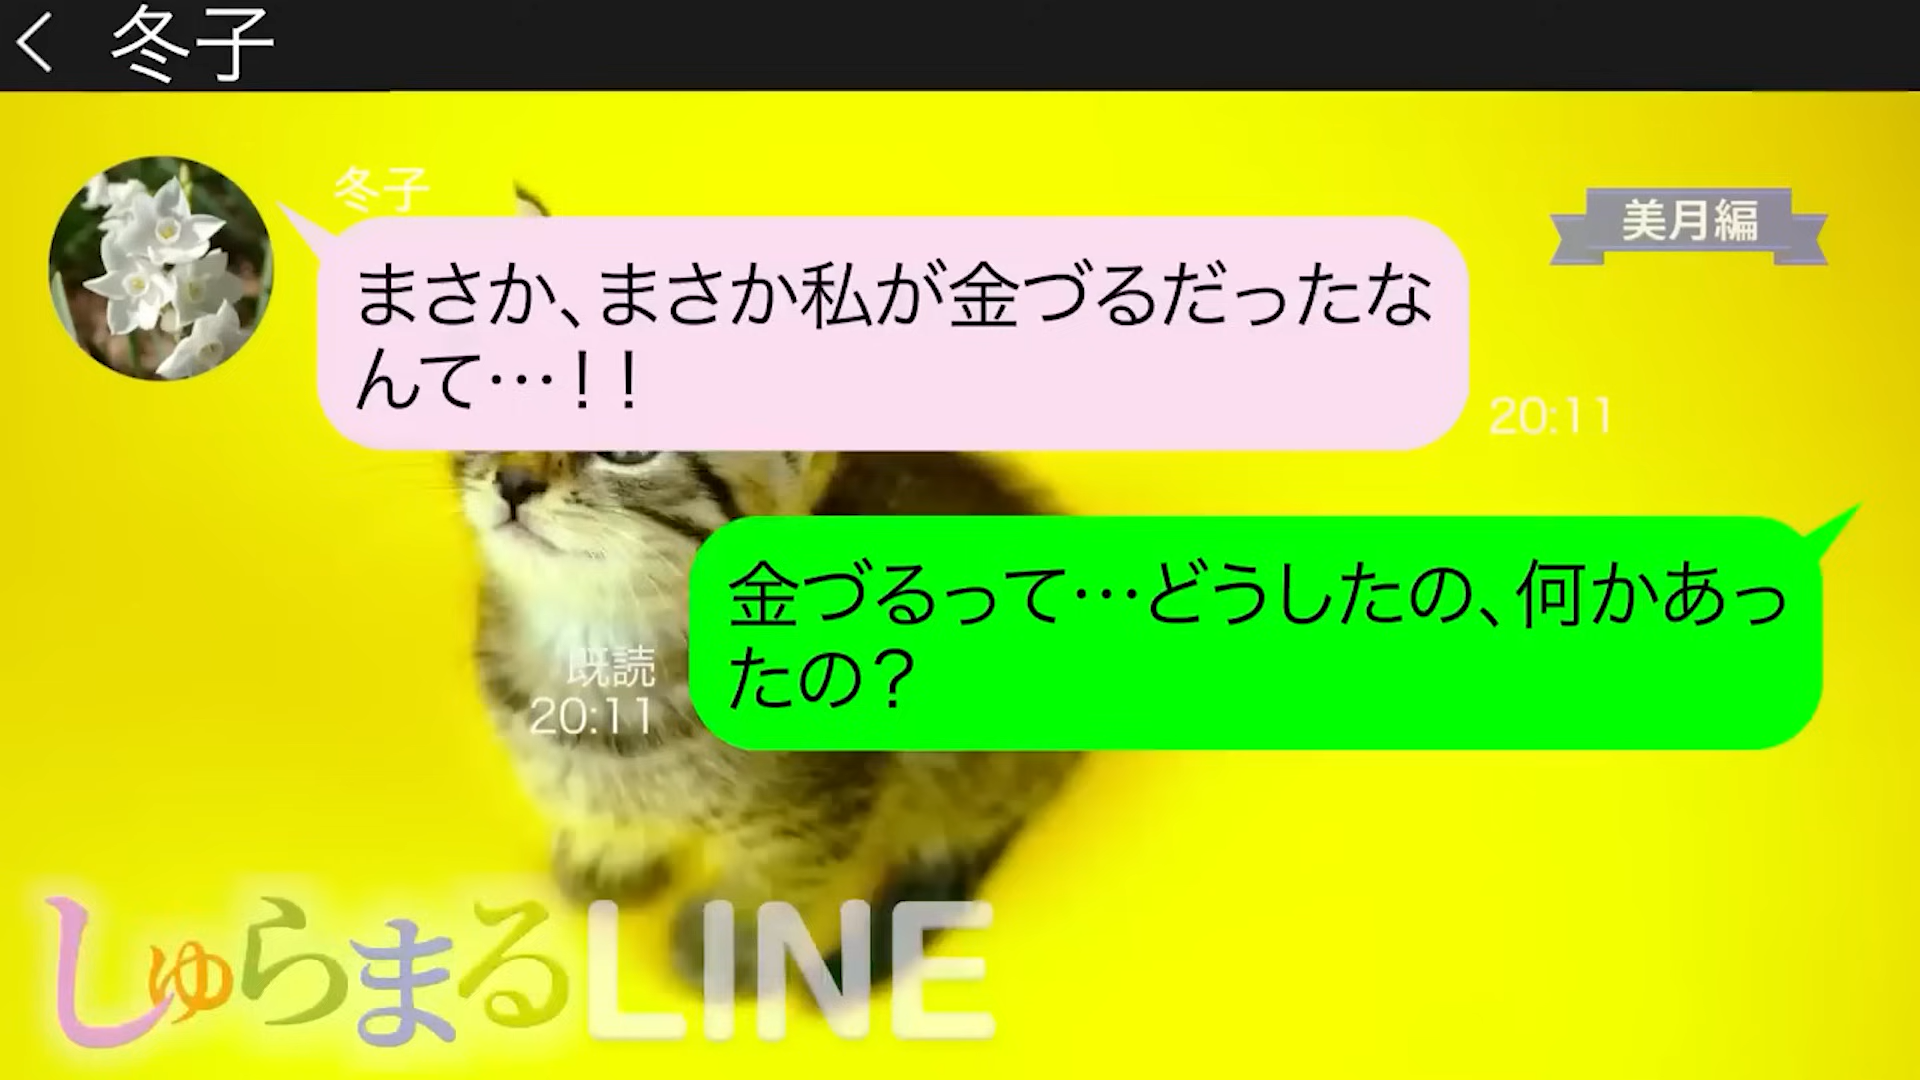 冬子
冬子
美月編
まさか、まさか私が金づるだったな
んて…！！
20:11
金づるって…どうしたの、何かあっ
たの？
既読
20:11
しゅらまるLINE